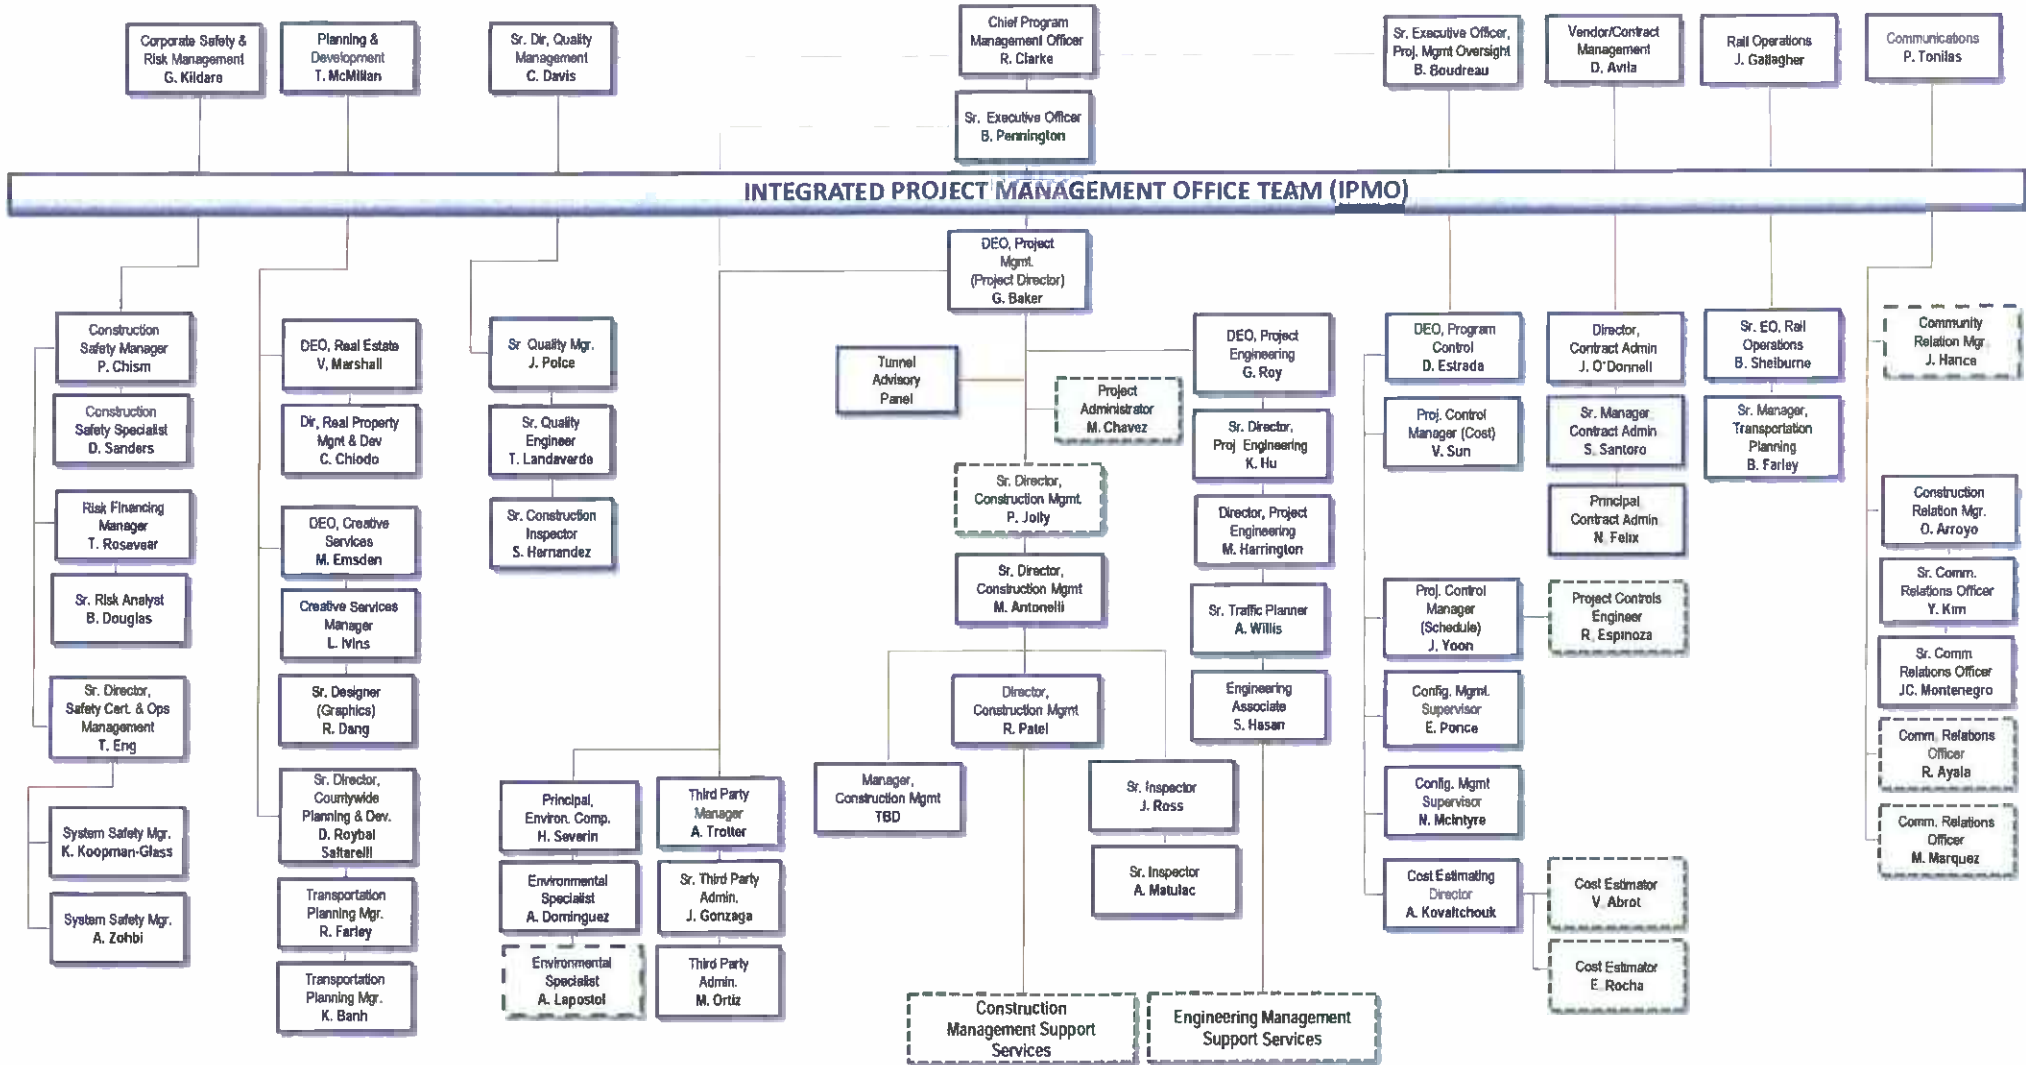 Corporate Safety &
Risk Management
G. Kildare
Planning &
Development
T. McMillan
Sr. Dir, Quality
Management
C. Davis
Chief Program
Management Officer
R. Clarke
Sr. Executive Officer
B. Pennington
Sr. Executive Officer,
Proj. Mgmt Oversight
B. Boudreau
Vendor/Contract
Management
D. Avila
Rail Operations
J. Gallagher
Communications
P. Tonilas
INTEGRATED PROJECT MANAGEMENT OFFICE TEAM (IPMO)
Construction
Safety Manager
P. Chism
Construction
Safety Specialist
D. Sanders
Risk Financing
Manager
T. Rosevear
Sr. Risk Analyst
B. Douglas
Sr. Director,
Safety Cert. & Ops
Management
T. Eng
System Safety Mgr.
K. Koopman-Glass
System Safety Mgr.
A. Zohbi
DEO, Real Estate
V. Marshall
Dir, Real Property
Mgnt & Dev
C. Chiodo
DEO, Creative
Services
M. Emsden
Creative Services
Manager
L. Ivins
Sr. Designer
(Graphics)
R. Dang
Sr. Director,
Countywide
Planning & Dev.
D. Roybal
Saltarelli
Transportation
Planning Mgr.
R. Farley
Transportation
Planning Mgr.
K. Banh
Sr Quality Mgr.
J. Polce
Sr. Quality
Engineer
T. Landaverde
Sr. Construction
Inspector
S. Hernandez
Principal,
Environ. Comp.
H. Severin
Environmental
Specialist
A. Dominguez
Environmental
Specialist
A. Lapostol
Third Party
Manager
A. Trotter
Sr. Third Party
Admin.
J. Gonzaga
Third Party
Admin.
M. Ortiz
DEO, Project
Mgmt.
(Project Director)
G. Baker
Tunnel
Advisory
Panel
Project
Administrator
M. Chavez
Sr. Director,
Construction Mgmt.
P. Jolly
Sr, Director,
Construction Mgmt
M. Antonelli
Director,
Construction Mgmt
R. Patel
Manager,
Construction Mgmt
TBD
Sr. Inspector
J. Ross
Sr. Inspector
A. Matulac
Construction
Management Support
Services
DEO, Project
Engineering
G. Roy
Sr. Director,
Proj Engineering
K. Hu
Director, Project
Engineering
M. Harrington
Sr. Traffic Planner
A. Willis
Engineering
Associate
S. Hasan
Engineering Management
Support Services
DEO, Program
Control
D. Estrada
Proj. Control
Manager (Cost)
V. Sun
Proj. Control
Manager
(Schedule)
J. Yoon
Project Controls
Engineer
R. Espinoza
Config. Mgmt.
Supervisor
E. Ponce
Config. Mgmt
Supervisor
N. McIntyre
Cost Estimating
Director
A. Kovaltchouk
Cost Estimator
V. Abrot
Cost Estimator
E. Rocha
Director,
Contract Admin
J. O'Donnell
Sr. Manager
Contract Admin
S. Santoro
Principal
Contract Admin
N. Felix
Sr. EO, Rail
Operations
B. Shelburne
Sr. Manager,
Transportation
Planning
B. Farley
Community
Relation Mgr
J. Hance
Construction
Relation Mgr.
O. Arroyo
Sr. Comm.
Relations Officer
Y. Kim
Sr. Comm
Relations Officer
JC. Montenegro
Comm. Relations
Officer
R. Ayala
Comm. Relations
Officer
M. Marquez